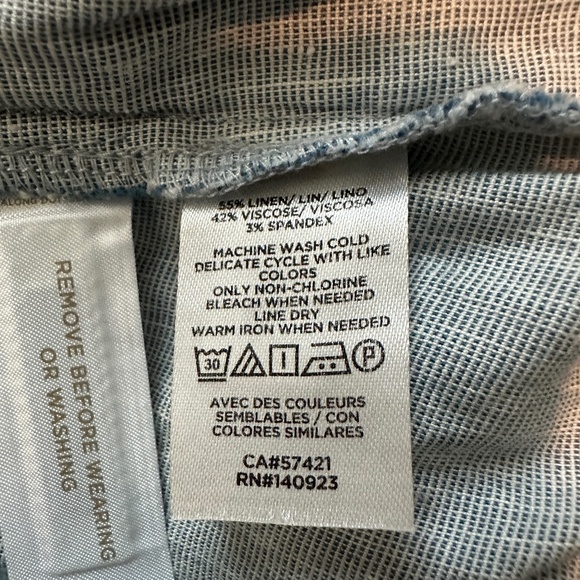 55% LINEN/ LIN/ LINO
42% VISCOSE/ VISCOSA
3% SPANDEX
MACHINE WASH COLD
DELICATE CYCLE WITH LIKE
COLORS
ONLY NON-CHLORINE
BLEACH WHEN NEEDED
LINE DRY
WARM IRON WHEN NEEDED
30 P
AVEC DES COULEURS
SEMBLABLES / CON
COLORES SIMILARES
CA#57421
RN#140923
ALONG
REMOVE BEFORE WEARING
OR WASHING